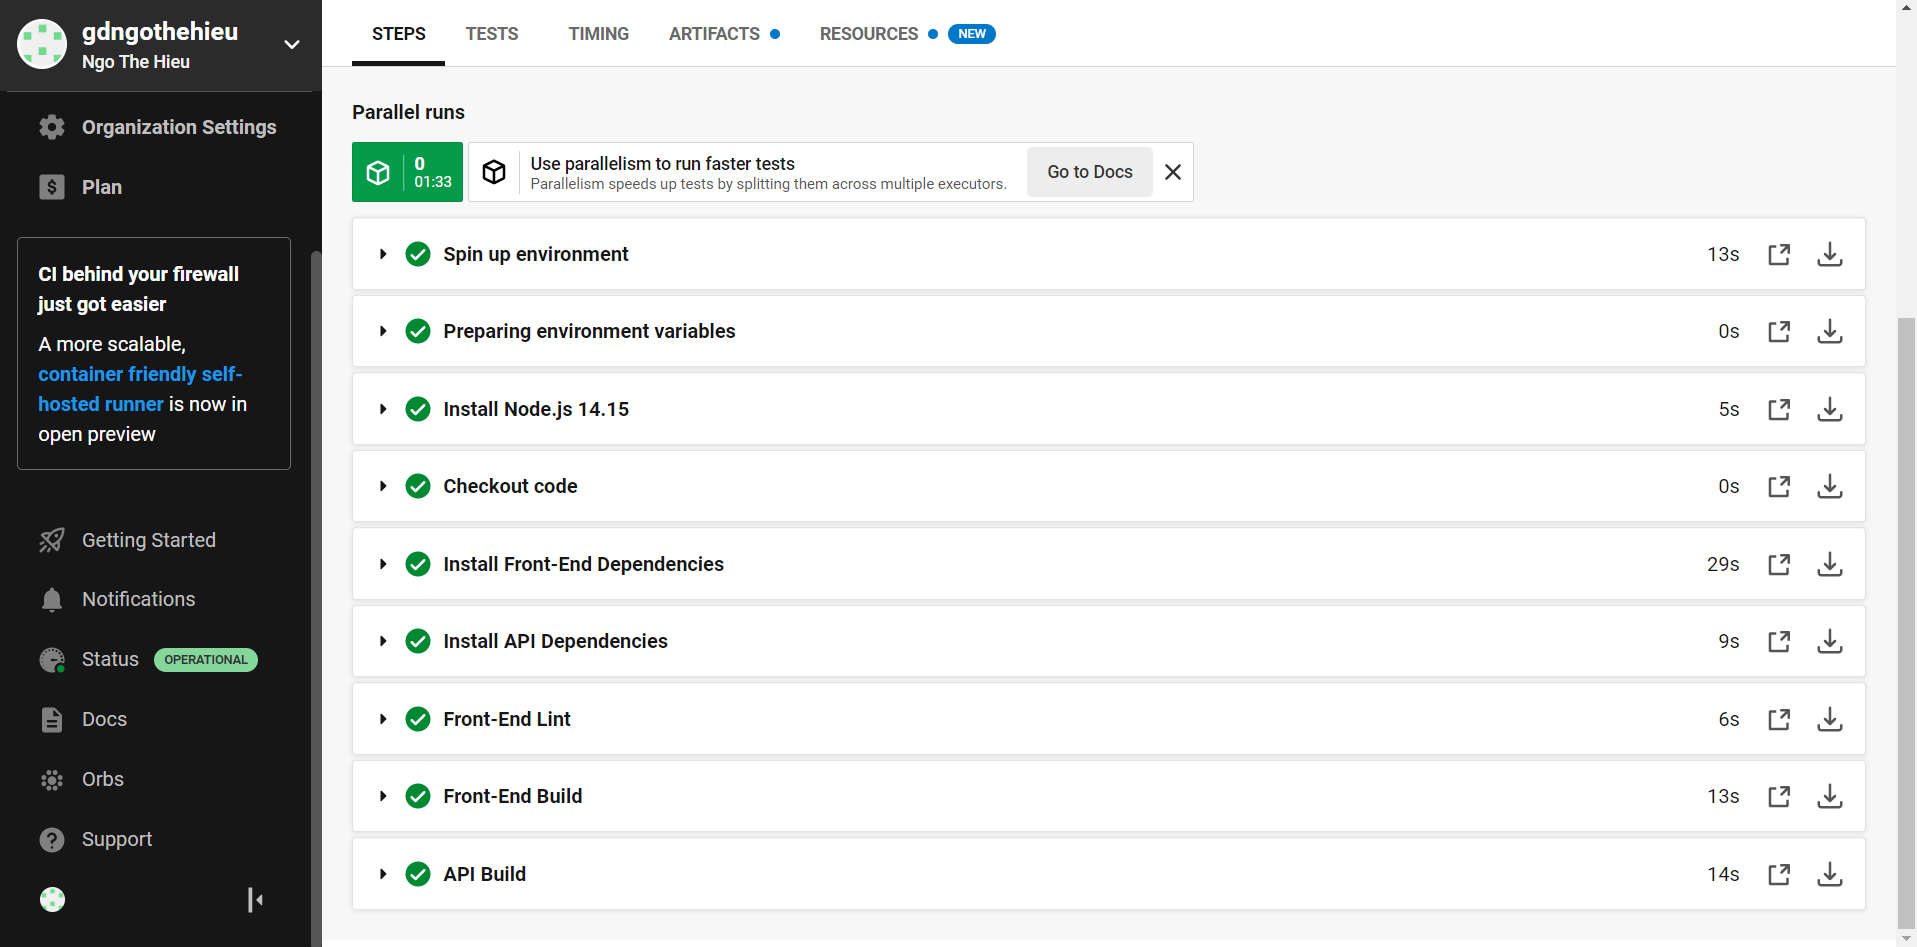 gdngothehieu
Ngo The Hieu
Organization Settings
Plan
CI behind your firewall
just got easier
A more scalable,
container friendly self-
hosted runner is now in
open preview
Getting Started
Notifications
Status OPERATIONAL
Docs
Orbs
Support
STEPS TESTS TIMING ARTIFACTS RESOURCES NEW
Parallel runs
0
01:33
Use parallelism to run faster tests
Parallelism speeds up tests by splitting them across multiple executors.
Go to Docs
Spin up environment 13s
Preparing environment variables 0s
Install Node.js 14.15 5s
Checkout code 0s
Install Front-End Dependencies 29s
Install API Dependencies 9s
Front-End Lint 6s
Front-End Build 13s
API Build 14s